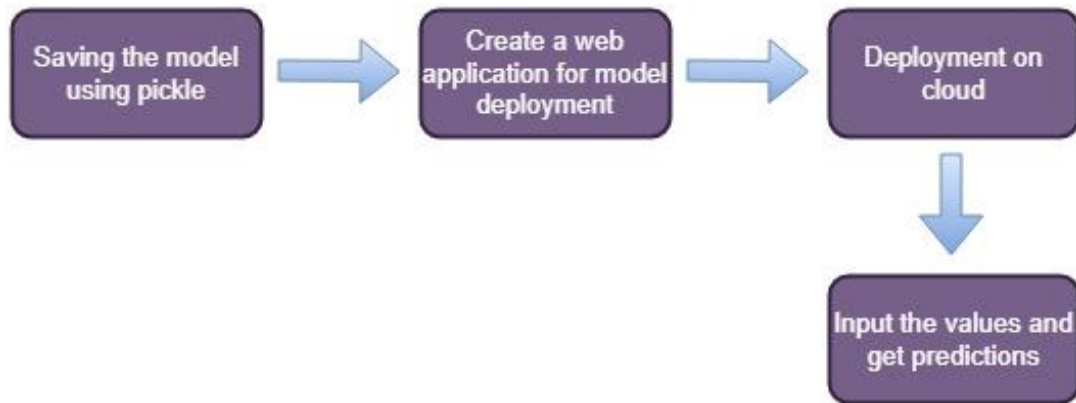 Saving the model
using pickle
Create a web
application for model
deployment
Deployment on
cloud
Input the values and
get predictions